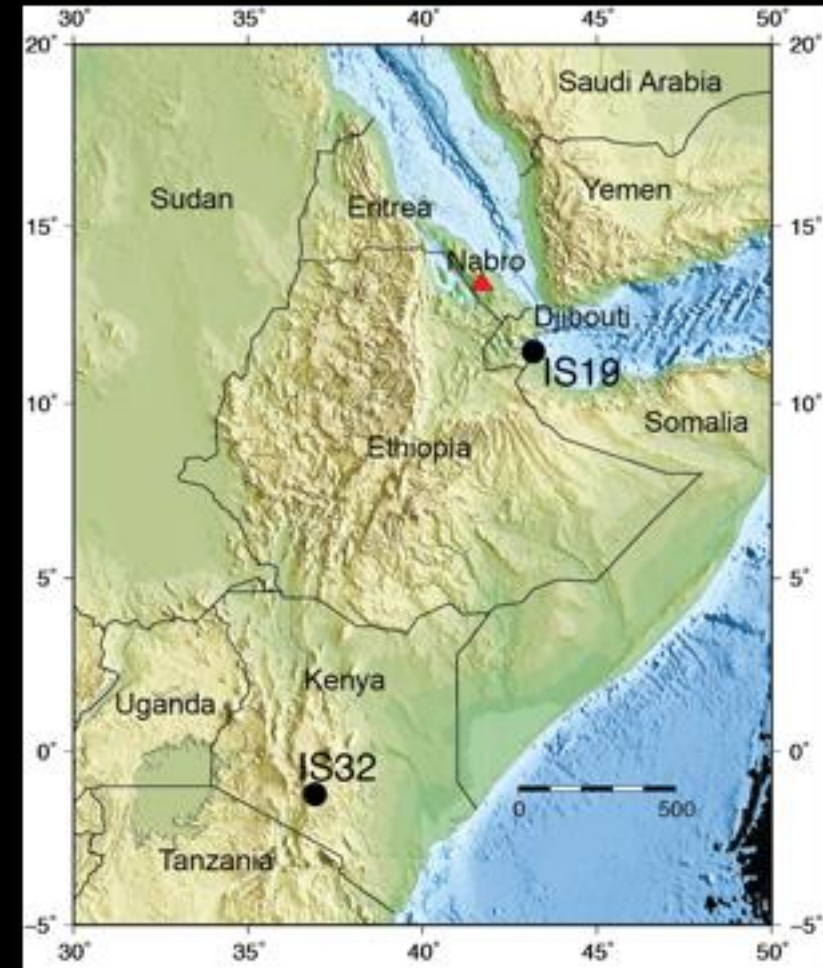 30˚ 35˚ 40˚ 45˚ 50˚
20˚ 20˚
Saudi Arabia
Sudan
Yemen
Eritrea
15˚ 15˚
Nabro
Djibouti
IS19
10˚ 10˚
Somalia
Ethiopia
5˚ 5˚
Kenya
Uganda
0˚ 0˚
IS32
0 500
Tanzania
−5˚ −5˚
30˚ 35˚ 40˚ 45˚ 50˚